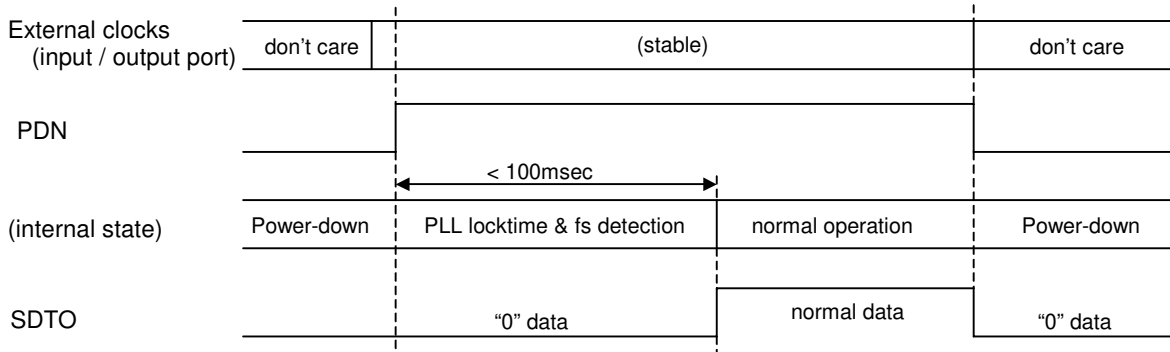 External clocks
(input / output port)
don't care
(stable)
don't care
PDN
< 100msec
(internal state)
Power-down
PLL locktime & fs detection
normal operation
Power-down
SDTO
“0” data
normal data
“0” data